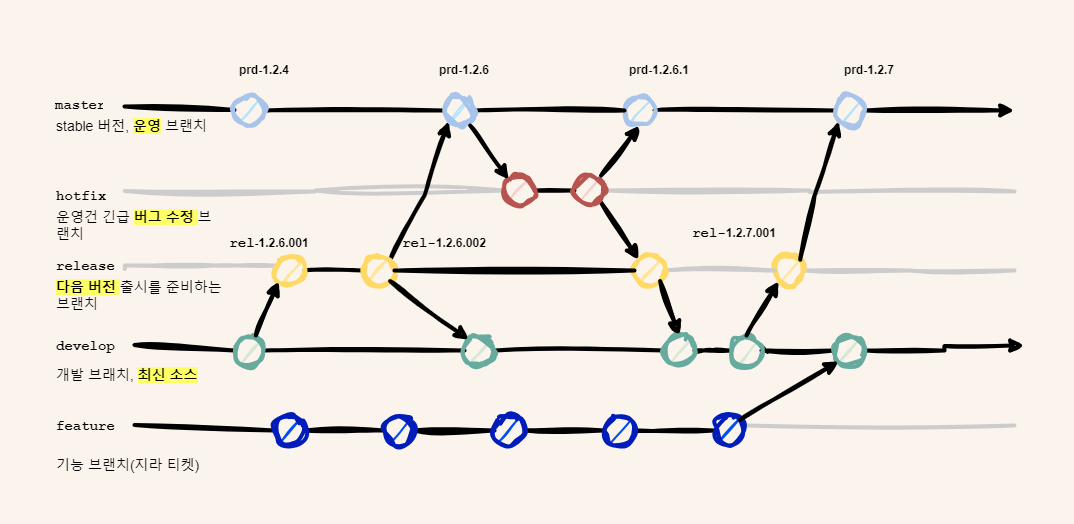 prd-1.2.4
prd-1.2.6
prd-1.2.6.1
prd-1.2.7
master
stable 버전, 운영 브랜치
hotfix
운영건 긴급 버그 수정 브
랜치
rel-1.2.6.001
rel-1.2.6.002
rel-1.2.7.001
release
다음 버전 출시를 준비하는
브랜치
develop
개발 브래치, 최신 소스
feature
기능 브랜치(지라 티켓)